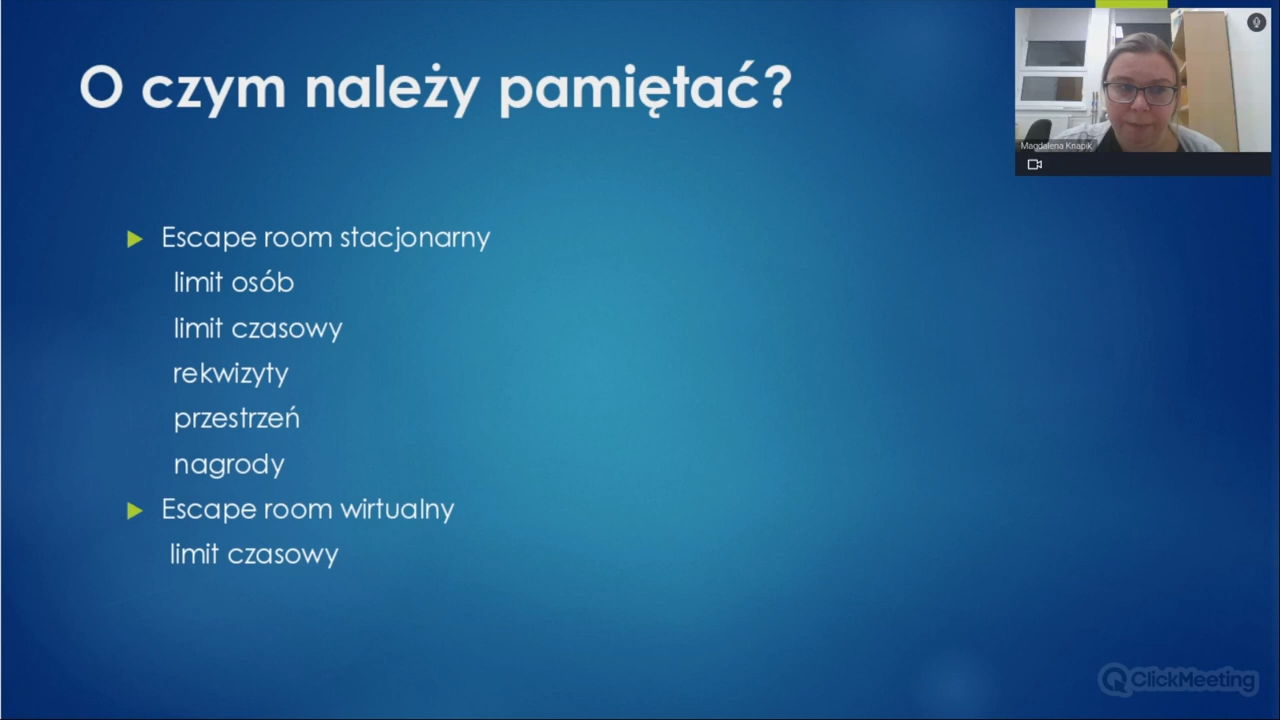 O czym należy pamiętać?
Magdalena Knapik
Escape room stacjonarny
limit osób
limit czasowy
rekwizyty
przestrzeń
nagrody
Escape room wirtualny
limit czasowy
ClickMeeting